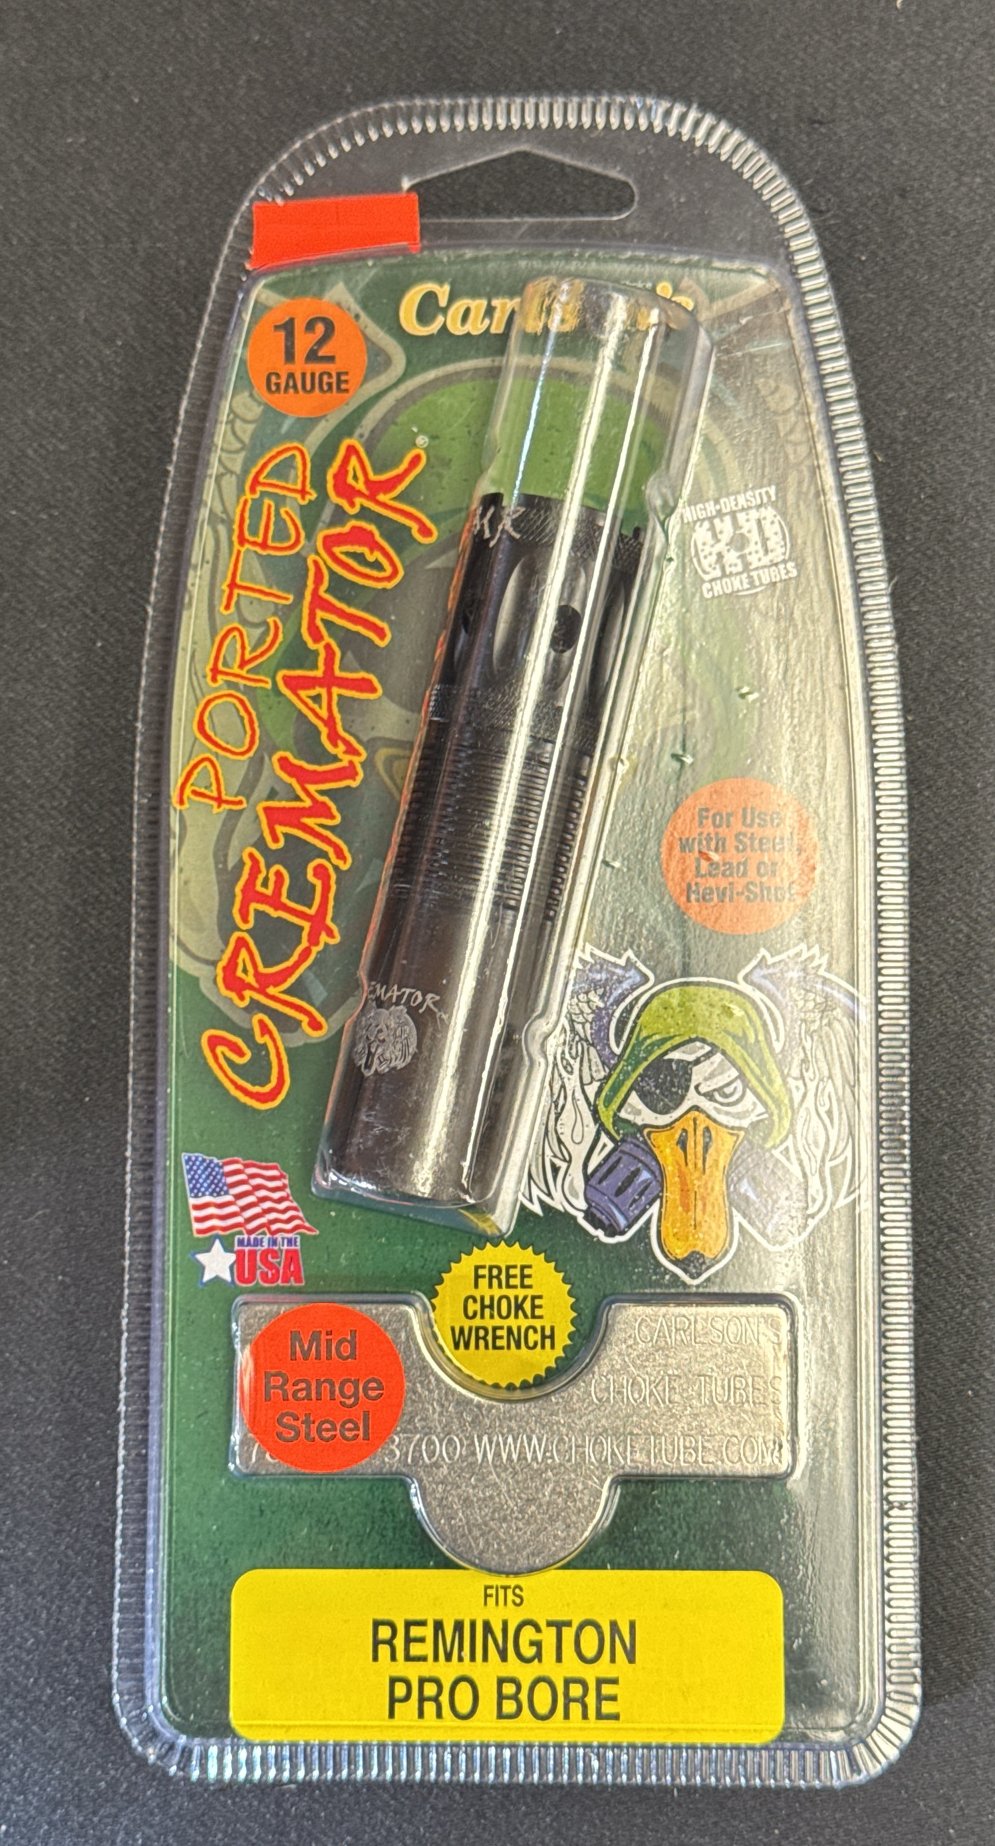 12
GAUGE
PORTED
CREMATOR
HIGH-DENSITY
H·D
CHOKE TUBES
For Use
with Steel,
Lead or
Hevi-Shot
MADE IN THE
USA
FREE
CHOKE
WRENCH
Mid
Range
Steel
CARLSON'S
CHOKE TUBES
3700 WWW.CHOKETUBE.COM
FITS
REMINGTON
PRO BORE